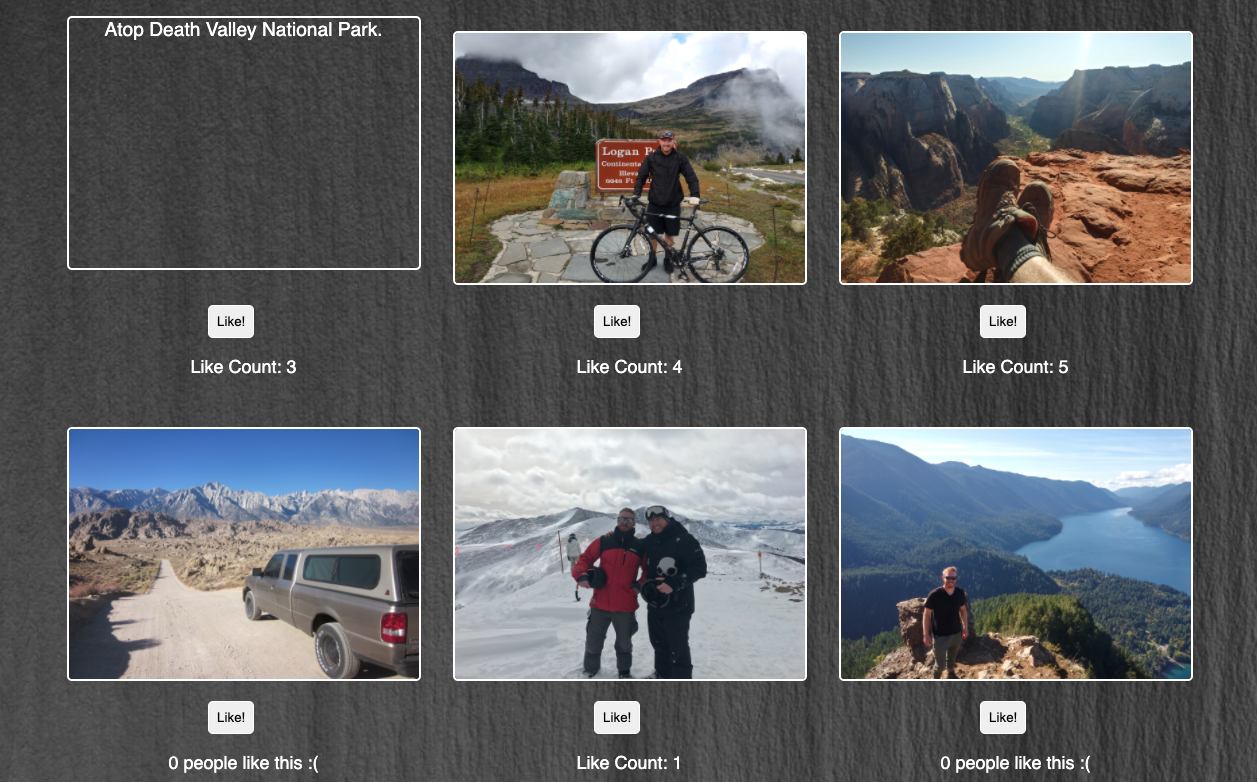 Atop Death Valley National Park.
Logan P
Continenta
Eleva
6646 Ft.
Like!
Like!
Like!
Like Count: 3
Like Count: 4
Like Count: 5
Like!
Like!
Like!
0 people like this :(
Like Count: 1
0 people like this :(